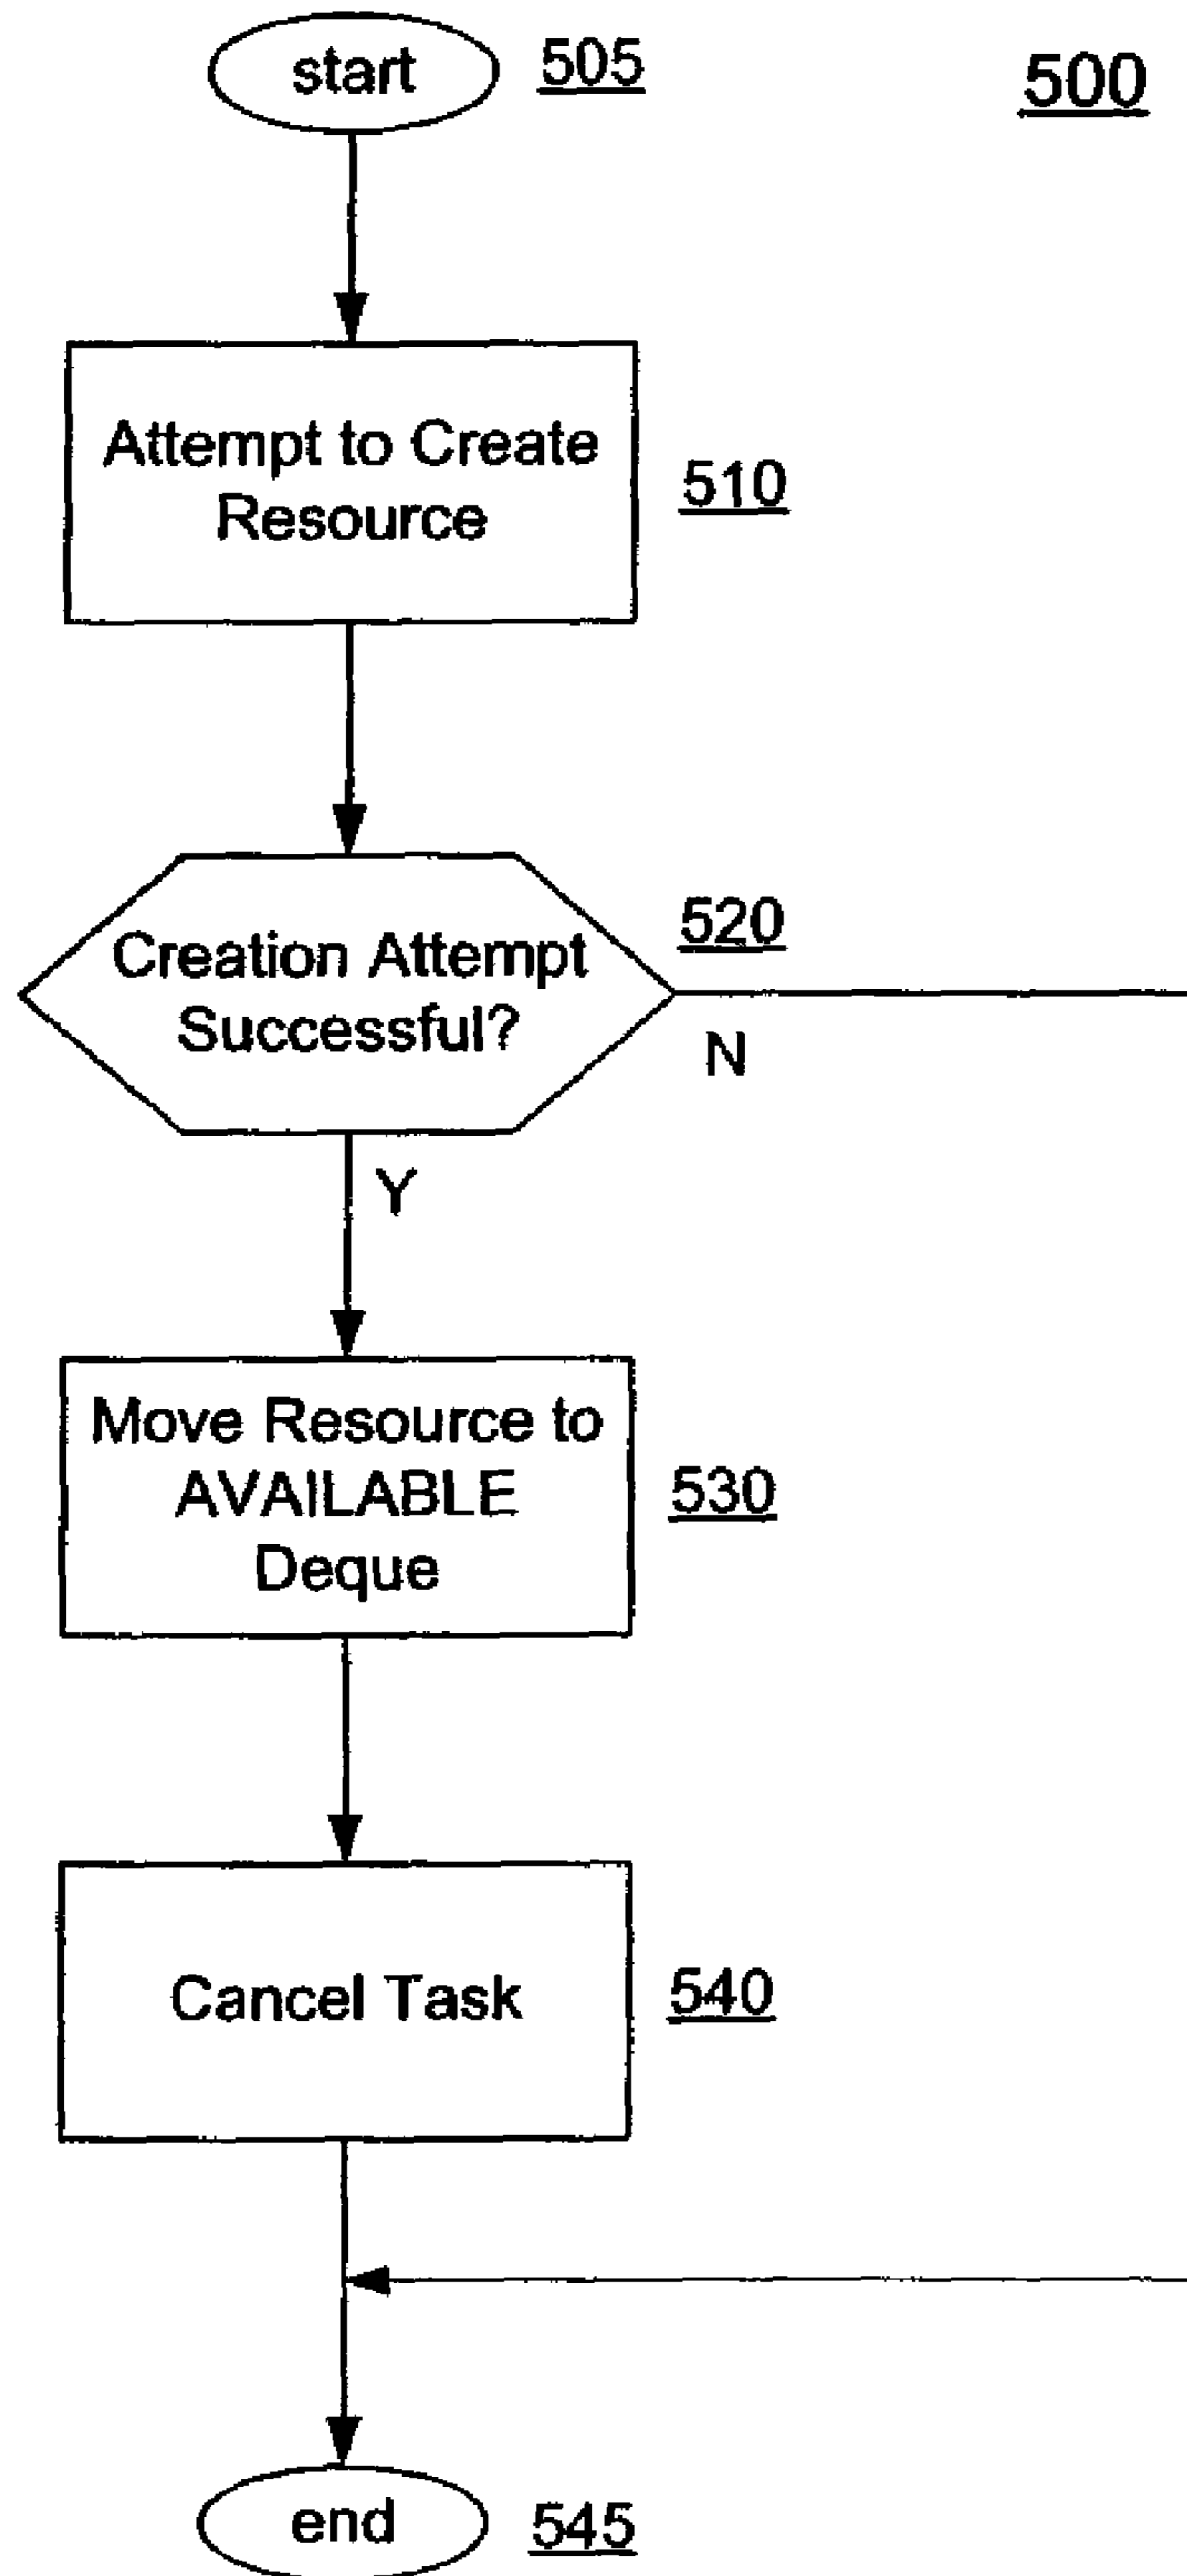 start
505
500
Attempt to Create
Resource
510
Creation Attempt
Successful?
520
N
Y
Move Resource to
AVAILABLE
Deque
530
Cancel Task
540
end
545